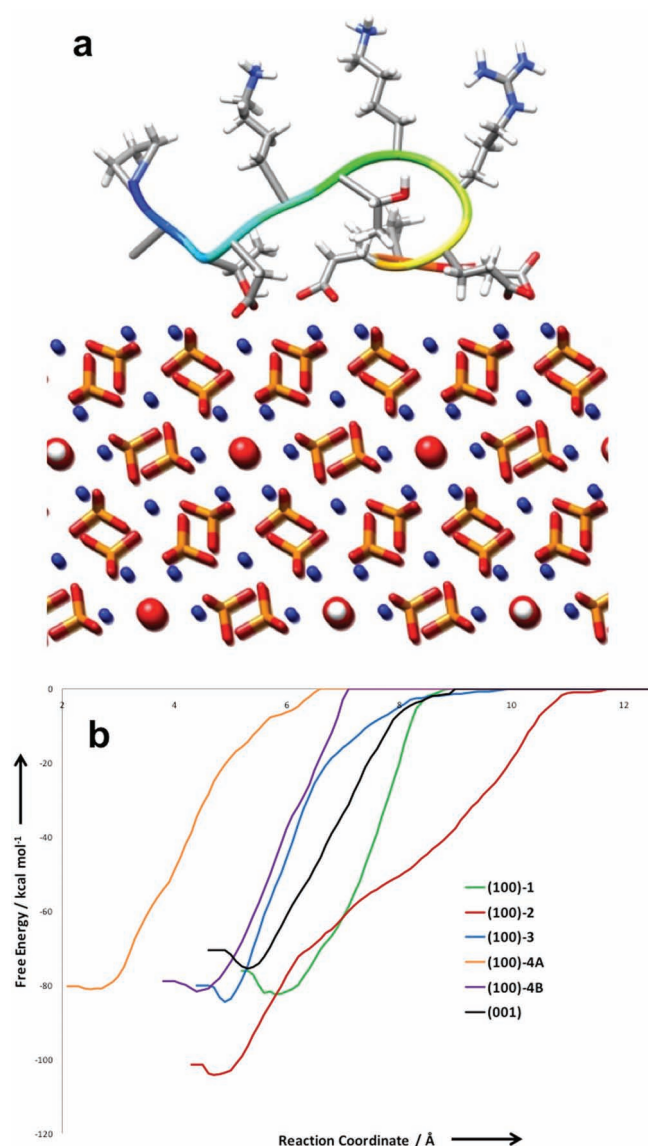 a
b
2
4
6
8
10
12
0
-20
-40
-60
-80
-100
-120
Free Energy / kcal mol⁻¹
(100)-1
(100)-2
(100)-3
(100)-4A
(100)-4B
(001)
Reaction Coordinate / Å